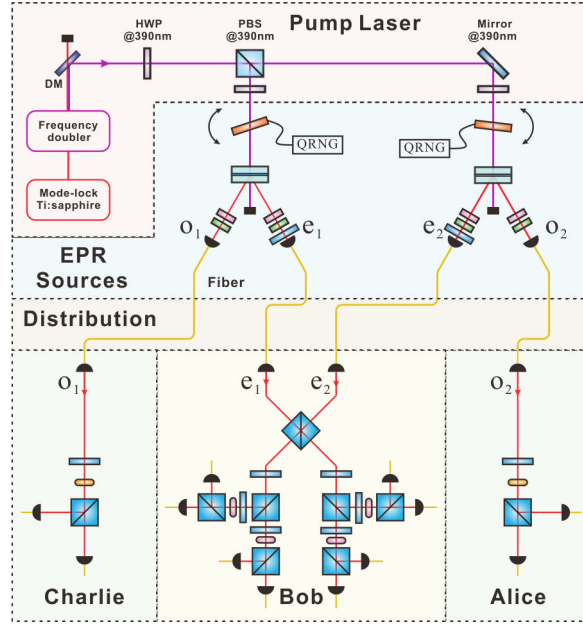 Pump Laser
HWP
@390nm
PBS
@390nm
Mirror
@390nm
DM
Frequency
doubler
Mode-lock
Ti:sapphire
QRNG
QRNG
o1
e1
e2
o2
EPR
Sources
Fiber
Distribution
o1
e1
e2
o2
Charlie
Bob
Alice